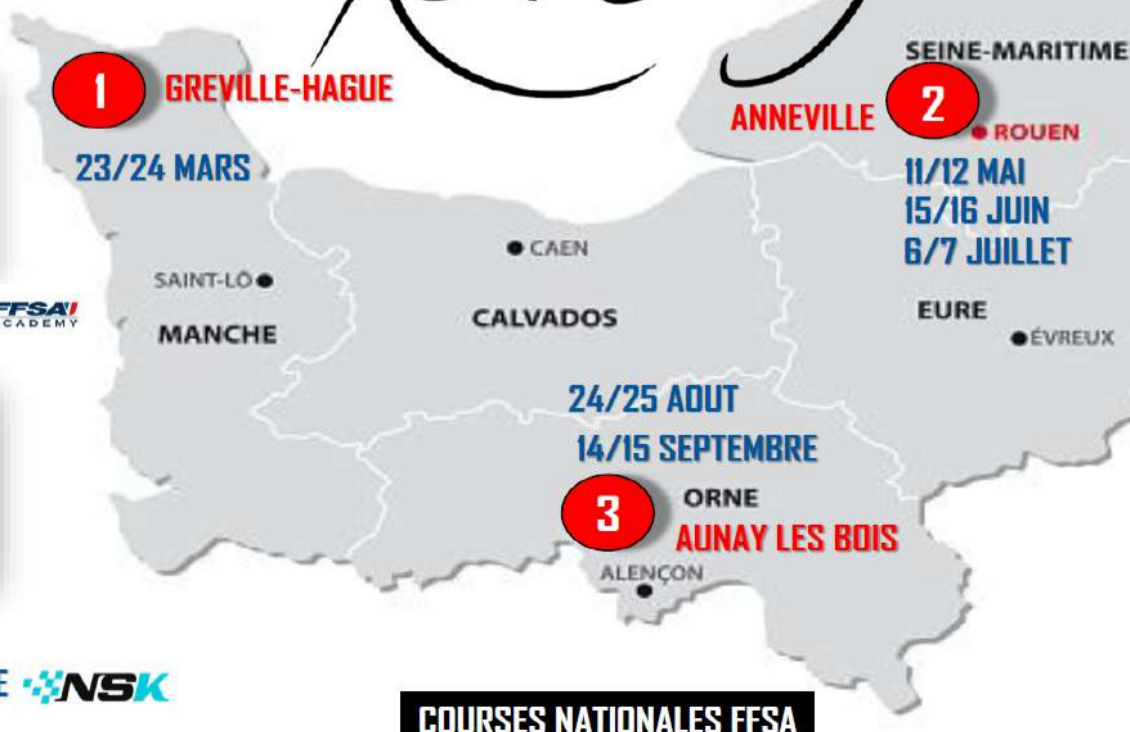 SEINE-MARITIME
1 GREVILLE-HAGUE
ANNEVILLE 2
ROUEN
23/24 MARS
11/12 MAI
15/16 JUIN
6/7 JUILLET
CAEN
SAINT-LÔ
FFSA
ACADEMY
MANCHE
CALVADOS
EURE
ÉVREUX
24/25 AOUT
14/15 SEPTEMBRE
3 ORNE
AUNAY LES BOIS
ALENÇON
NSK
COURSES NATIONALES FFSA